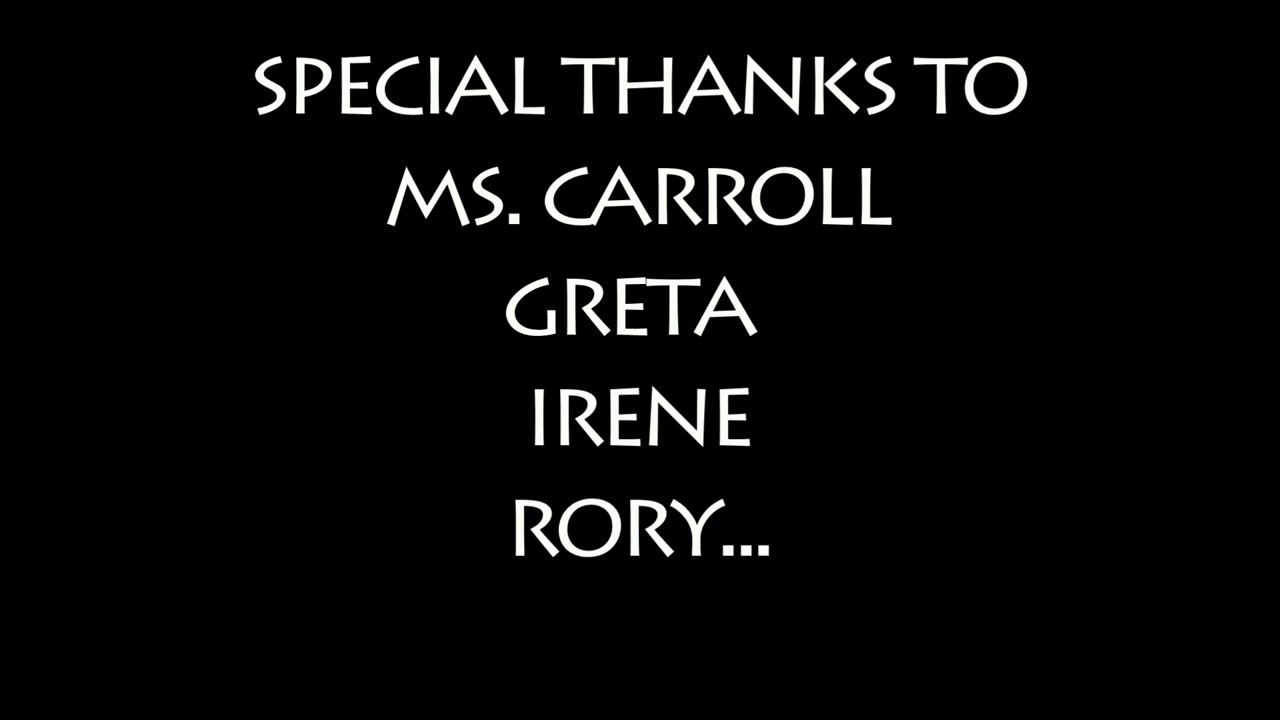 SPECIAL THANKS TO
MS. CARROLL
GRETA
IRENE
RORY...